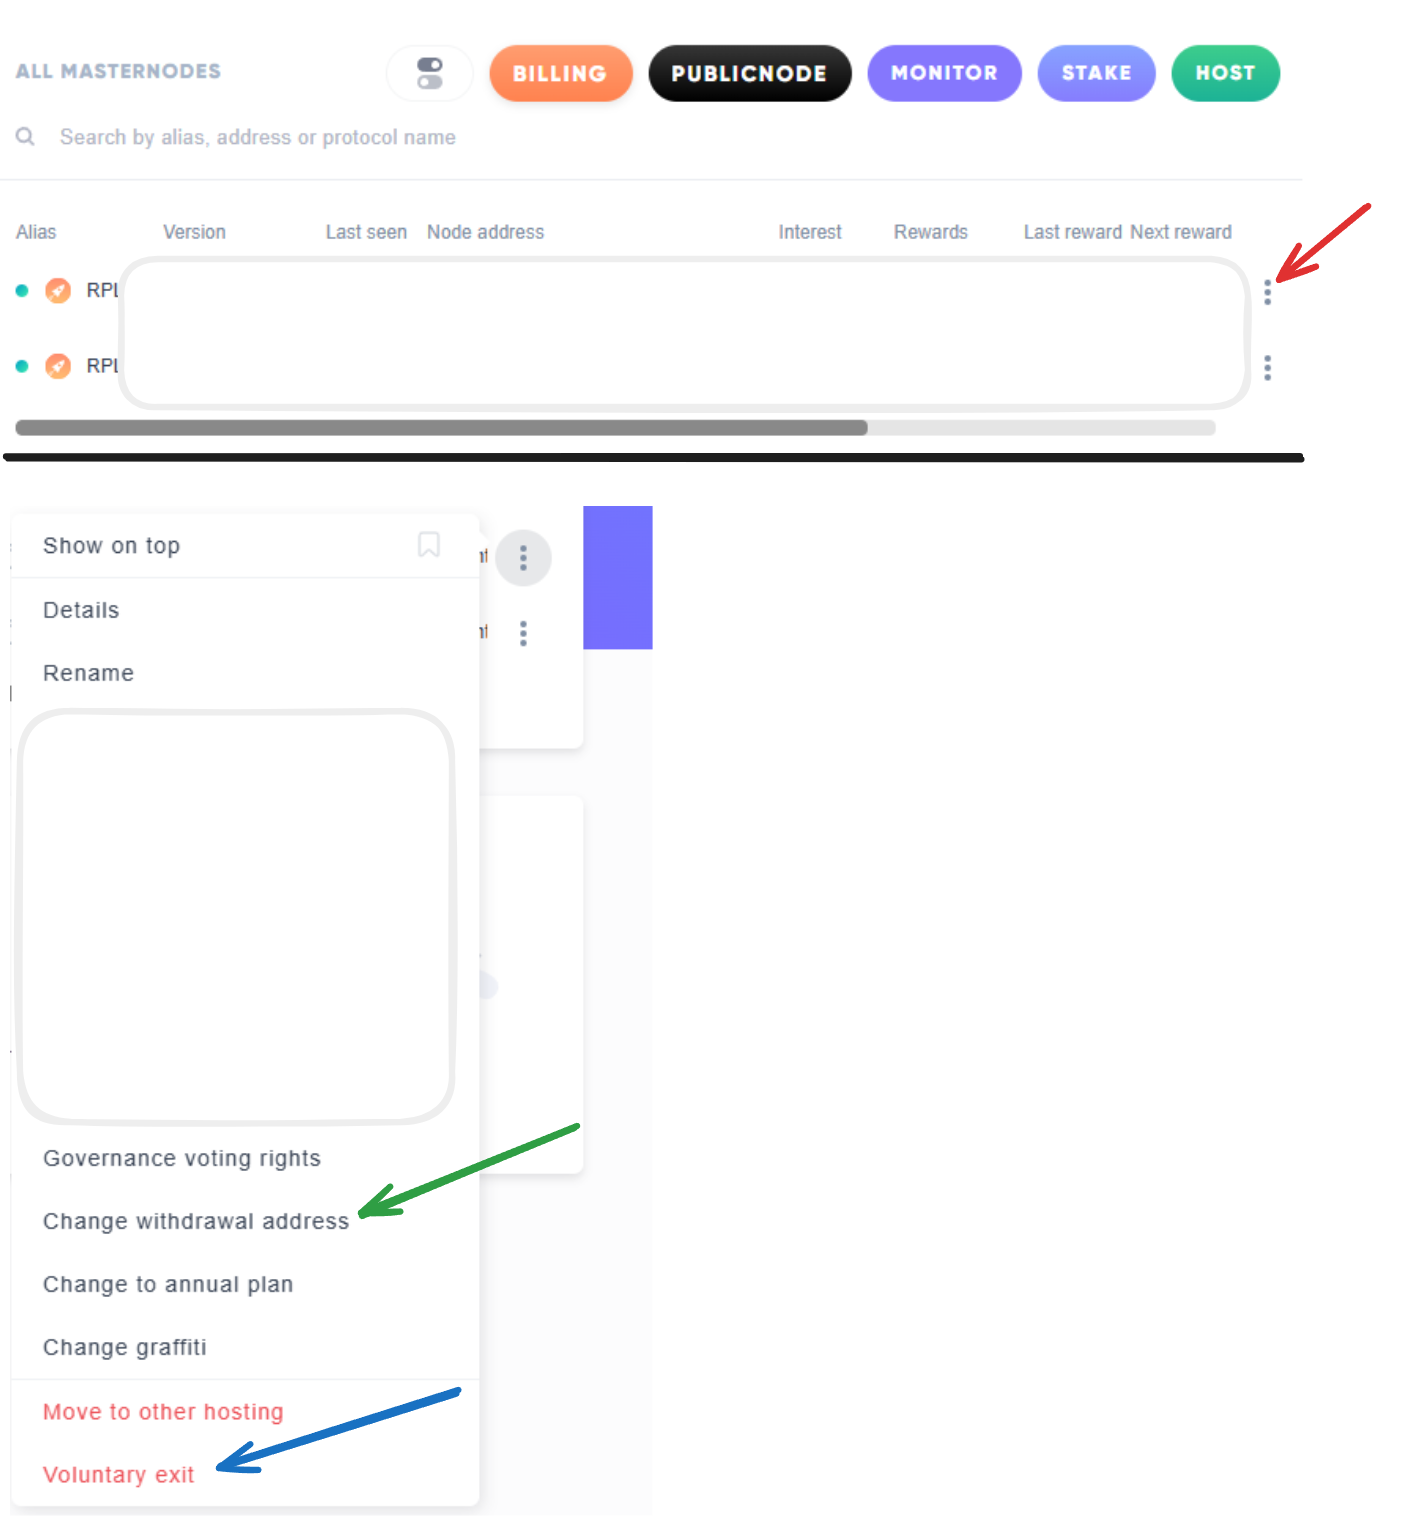 ALL MASTERNODES
BILLING
PUBLICNODE
MONITOR
STAKE
HOST
Search by alias, address or protocol name
Alias Version Last seen Node address Interest Rewards Last reward Next reward
RPL
RPL
Show on top
Details
Rename
Governance voting rights
Change withdrawal address
Change to annual plan
Change graffiti
Move to other hosting
Voluntary exit